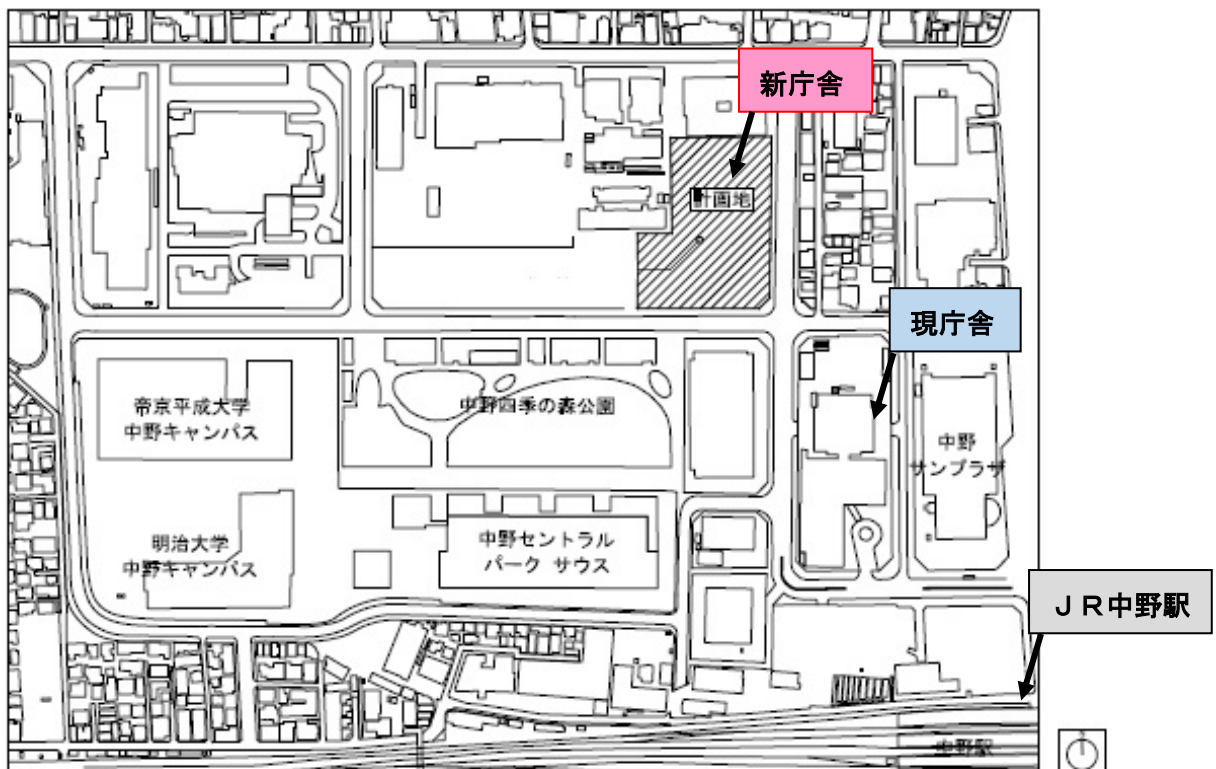 新庁舎
計画地
現庁舎
帝京平成大学
中野キャンパス
中野四季の森公園
中野
サンプラザ
明治大学
中野キャンパス
中野セントラル
パーク サウス
ＪＲ中野駅
中野駅